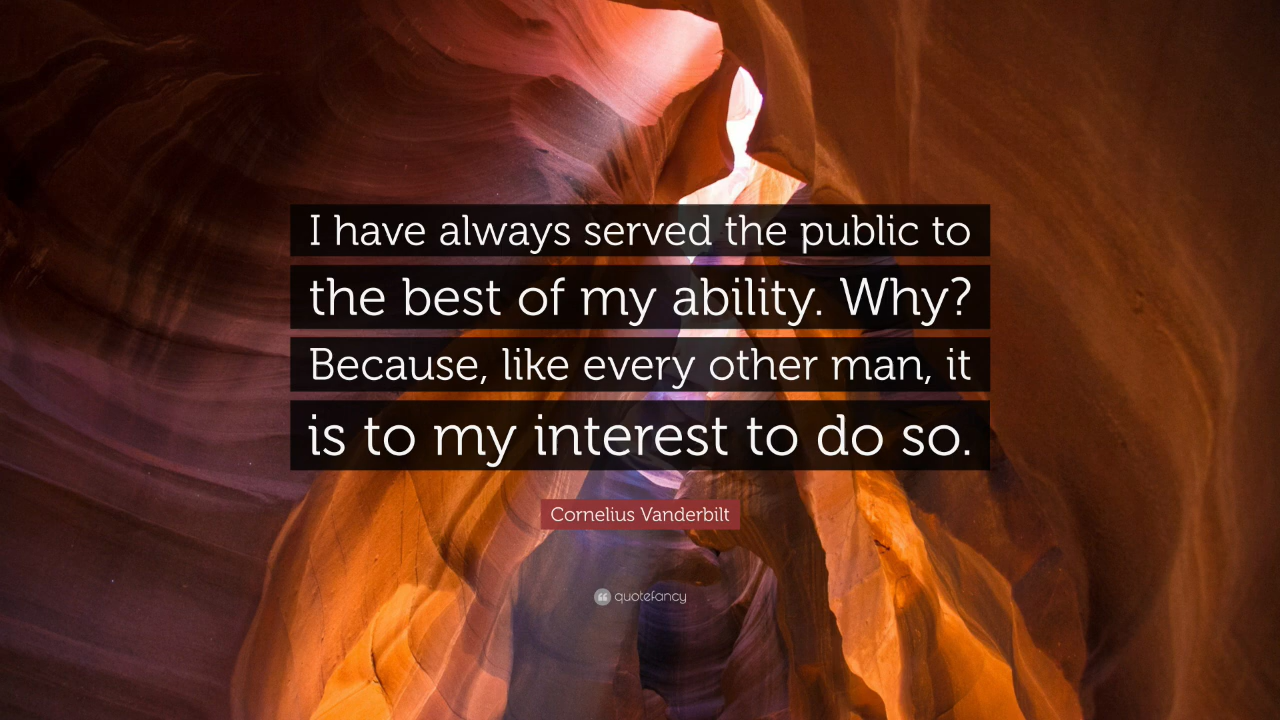 I have always served the public to
the best of my ability. Why?
Because, like every other man, it
is to my interest to do so.
Cornelius Vanderbilt
quotefancy